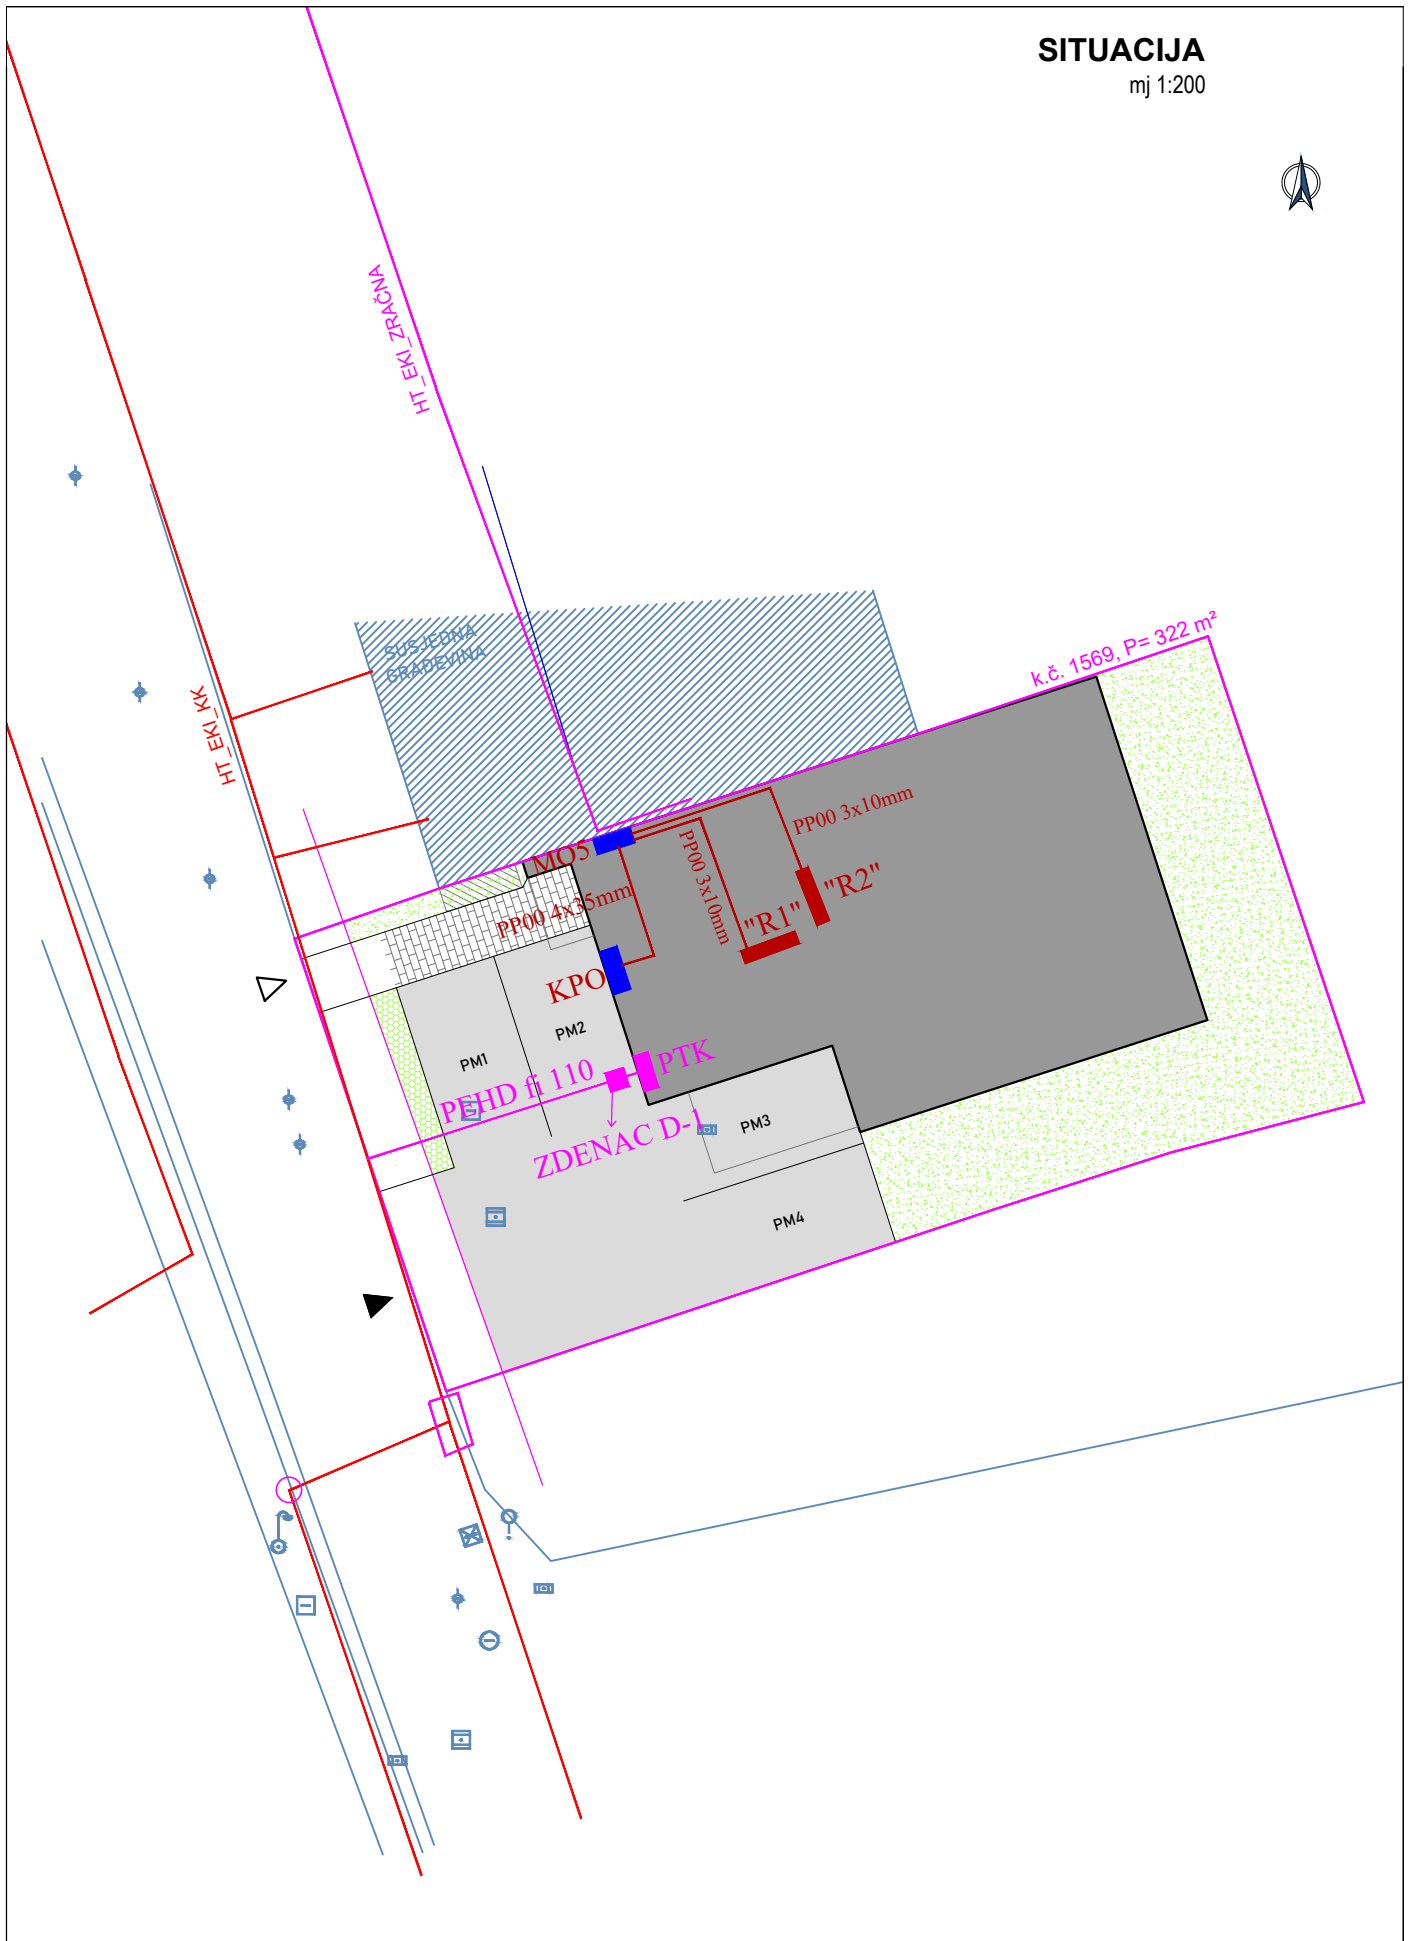 SITUACIJA
mj 1:200
HT_EKI_ZRAČNA
SUSJEDNA
GRAĐEVINA
k.č. 1569, P= 322 m²
HT_EKI_KK
MO5
PP00 3x10mm
PP00 3x10mm
"R2"
"R1"
PP00 4x35mm
KPO
PM2
PM1
PTK
PEHD fi 110
ZDENAC D-1
PM3
PM4